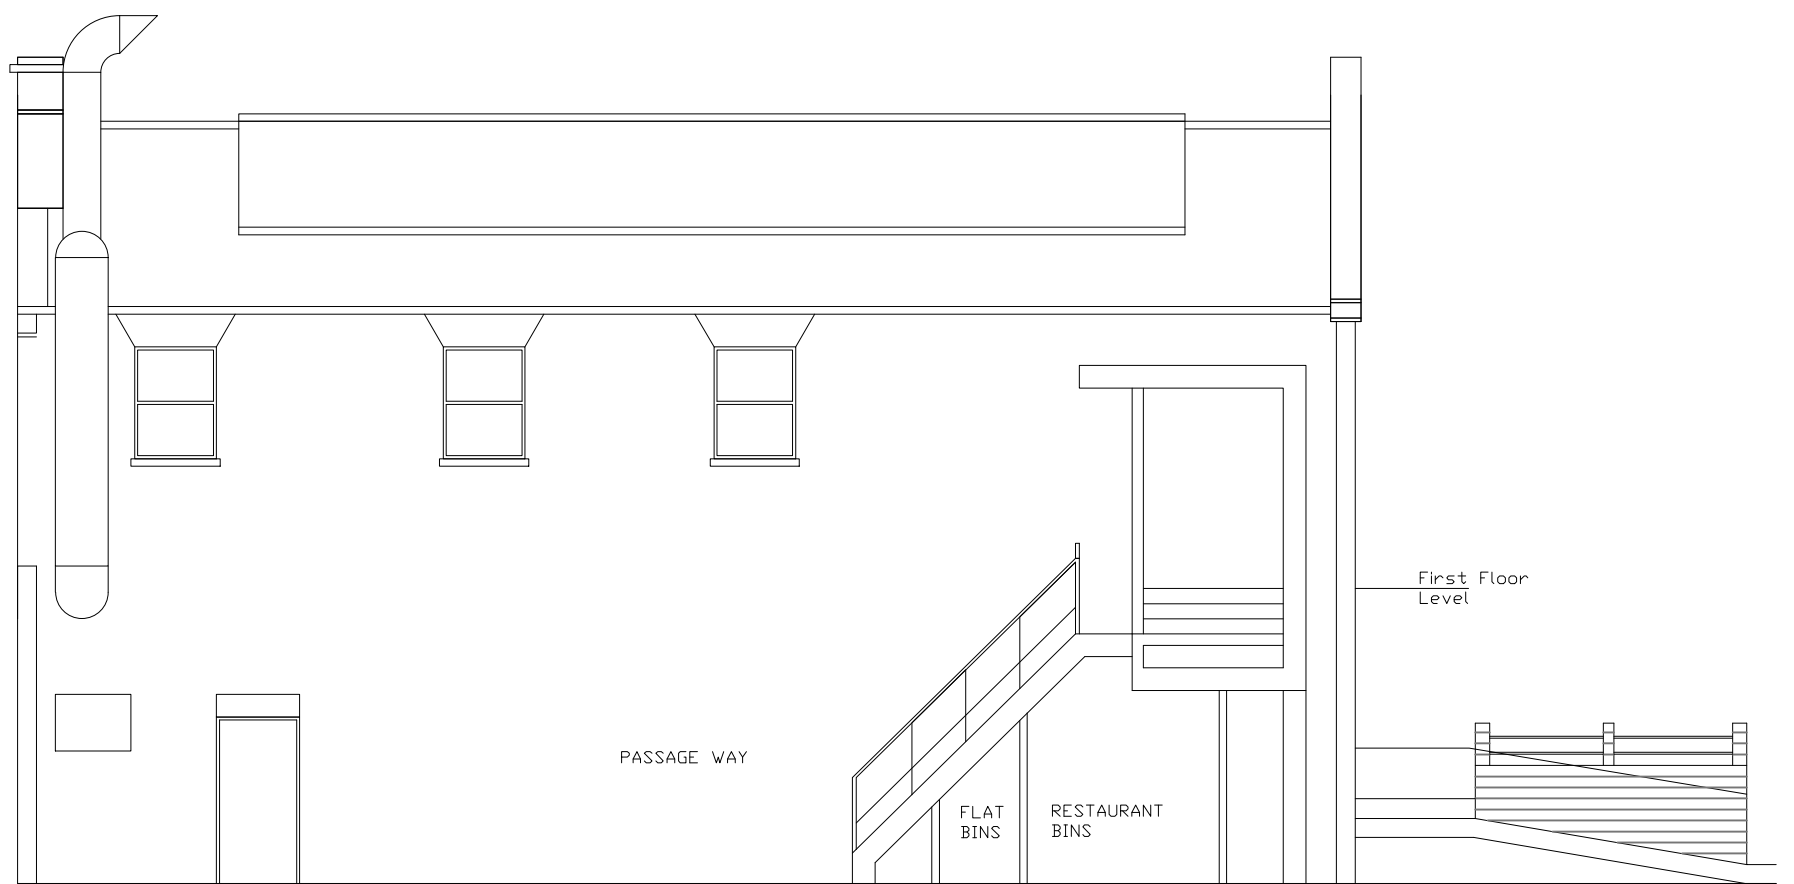 First Floor
Level
PASSAGE WAY
FLAT
BINS
RESTAURANT
BINS